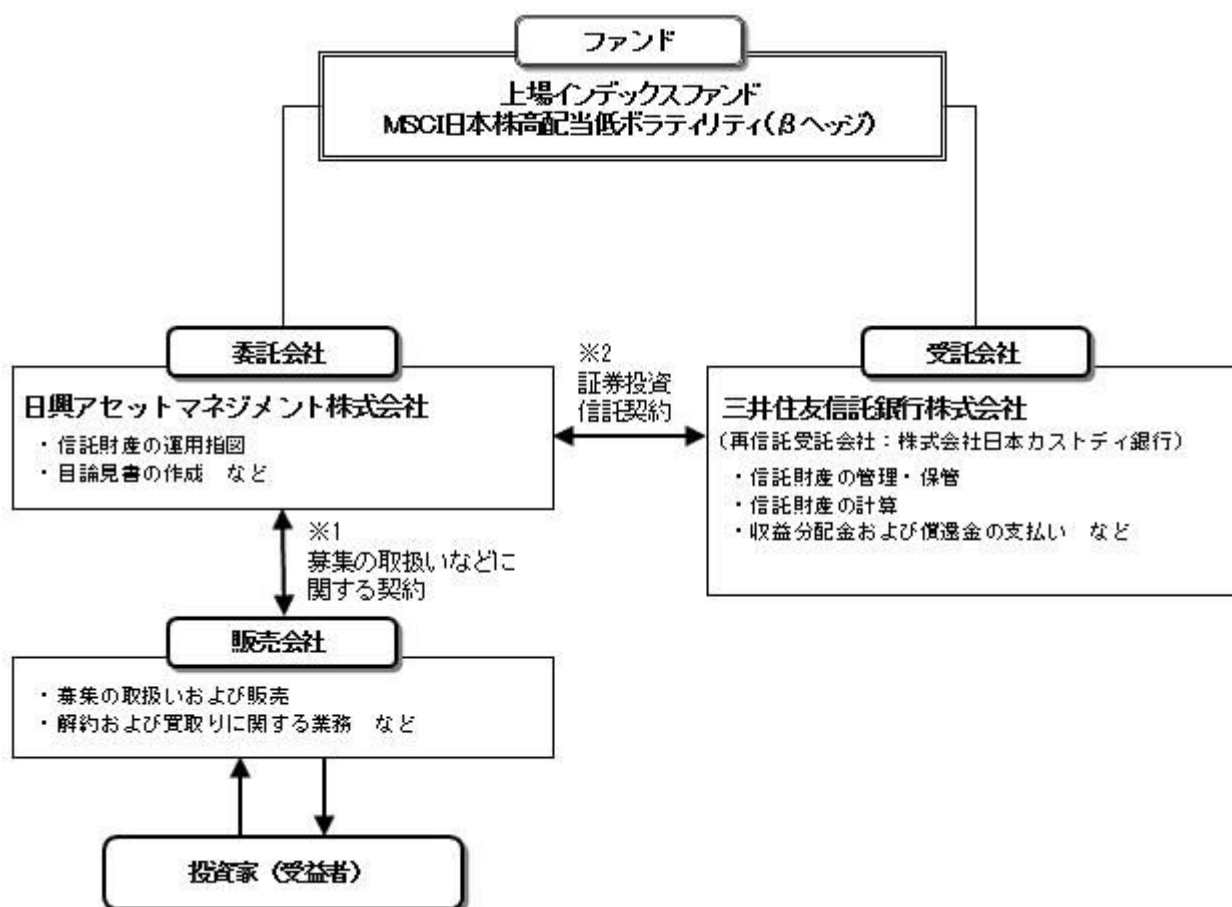 ファンド
上場インデックスファンド
MSCI日本株高配当低ボラティリティ(βヘッジ)
委託会社
日興アセットマネジメント株式会社
・信託財産の運用指図
・目論見書の作成　など
※2
証券投資
信託契約
受託会社
三井住友信託銀行株式会社
(再信託受託会社：株式会社日本カストディ銀行)
・信託財産の管理・保管
・信託財産の計算
・収益分配金および償還金の支払い　など
※1
募集の取扱いなどに
関する契約
販売会社
・募集の取扱いおよび販売
・解約および買取りに関する業務　など
投資家（受益者）